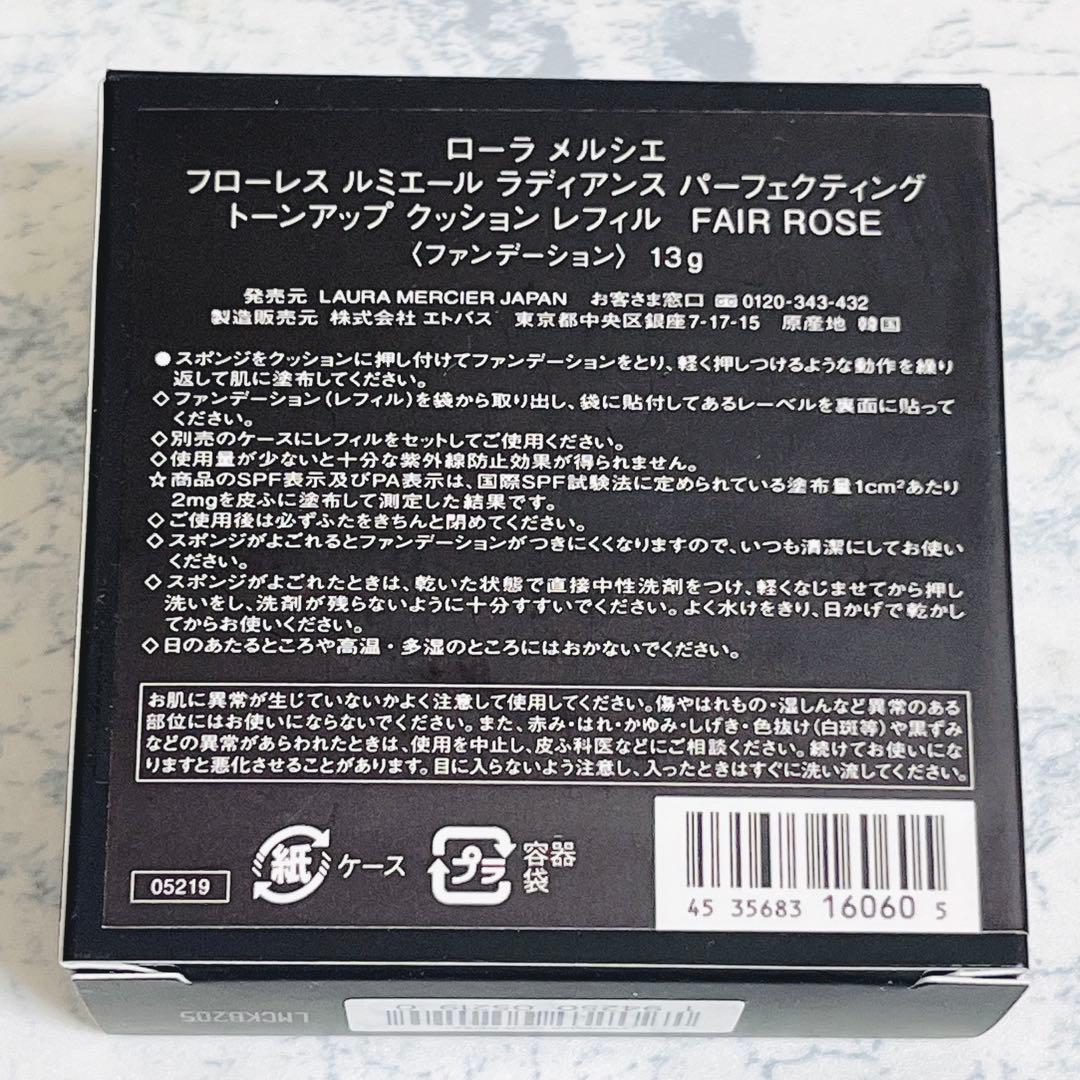 ローラ メルシエ
フローレス ルミエール ラディアンス パーフェクティング
トーンアップ クッション レフィル FAIR ROSE
〈ファンデーション〉 13g
発売元 LAURA MERCIER JAPAN お客さま窓口 0120-343-432
製造販売元 株式会社 エトバス 東京都中央区銀座7-17-15 原産地 韓国
●スポンジをクッションに押し付けてファンデーションをとり、軽く押しつけるような動作を繰り
返して肌に塗布してください。
◇ファンデーション(レフィル)を袋から取り出し、袋に貼付してあるレーベルを裏面に貼って
ください。
◇別売のケースにレフィルをセットしてご使用ください。
◇使用量が少ないと十分な紫外線防止効果が得られません。
☆商品のSPF表示及びPA表示は、国際SPF試験法に定められている塗布量1cm²あたり
2mgを皮ふに塗布して測定した結果です。
◇ご使用後は必ずふたをきちんと閉めてください。
◇スポンジがよごれるとファンデーションがつきにくくなりますので、いつも清潔にしてお使い
ください。
◇スポンジがよごれたときは、乾いた状態で直接中性洗剤をつけ、軽くなじませてから押し
洗いをし、洗剤が残らないように十分すすいでください。よく水けをきり、日かげで乾かし
てからお使いください。
◇日のあたるところや高温・多湿のところにはおかないでください。
お肌に異常が生じていないかよく注意して使用してください。傷やはれもの・湿しんなど異常のある
部位にはお使いにならないでください。また、赤み・はれ・かゆみ・しげき・色抜け(白斑等)や黒ずみ
などの異常があらわれたときは、使用を中止し、皮ふ科医などにご相談ください。続けてお使いにな
りますと悪化させることがあります。目に入らないよう注意し、入ったときはすぐに洗い流してください。
05219
紙 ケース
プラ 容器
袋
45 35683 16060 5
LMCKB205